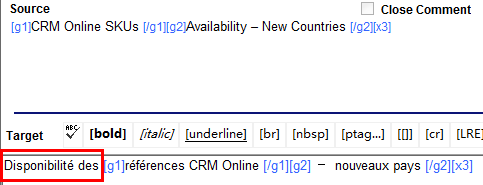 Source
Close Comment
[g1]CRM Online SKUs [/g1][g2]Availability – New Countries [/g2][x3]
Target ABC [bold] [italic] [underline] [br] [nbsp] [ptag...] [[]] [cr] [LRE]
Disponibilité des [g1]références CRM Online [/g1][g2] – nouveaux pays [/g2][x3]